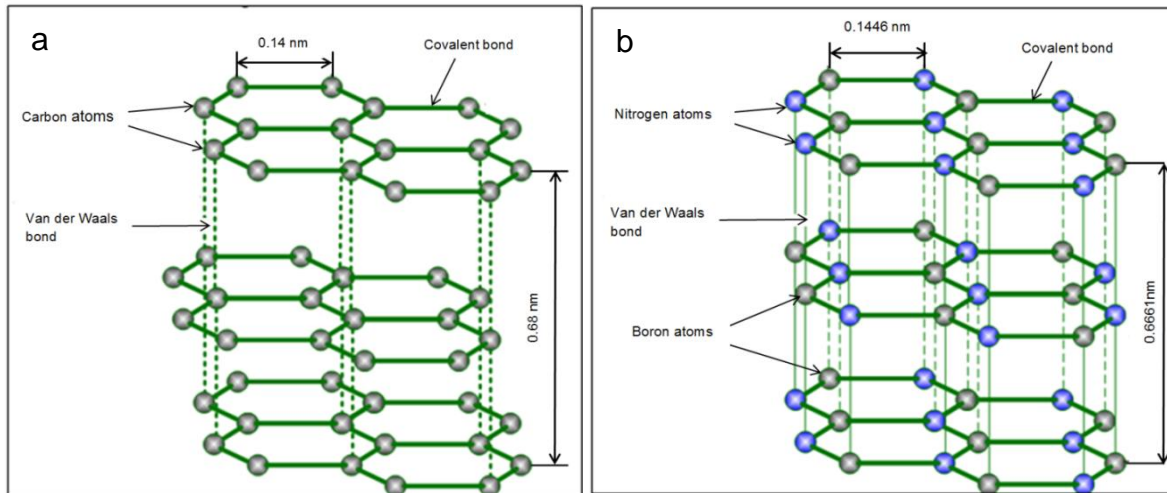 a
0.14 nm
Covalent bond
Carbon atoms
Van der Waals
bond
0.68 nm
b
0.1446 nm
Covalent bond
Nitrogen atoms
Van der Waals
bond
Boron atoms
0.6661nm